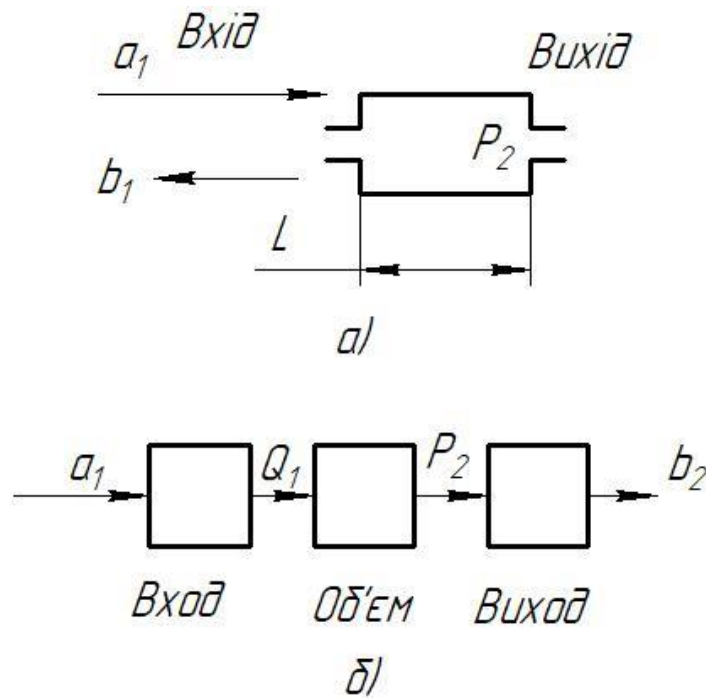 Вхід
Вихід
a₁
P₂
b₁
L
а)
a₁
Q₁
P₂
b₂
Вход
Об'єм
Виход
б)